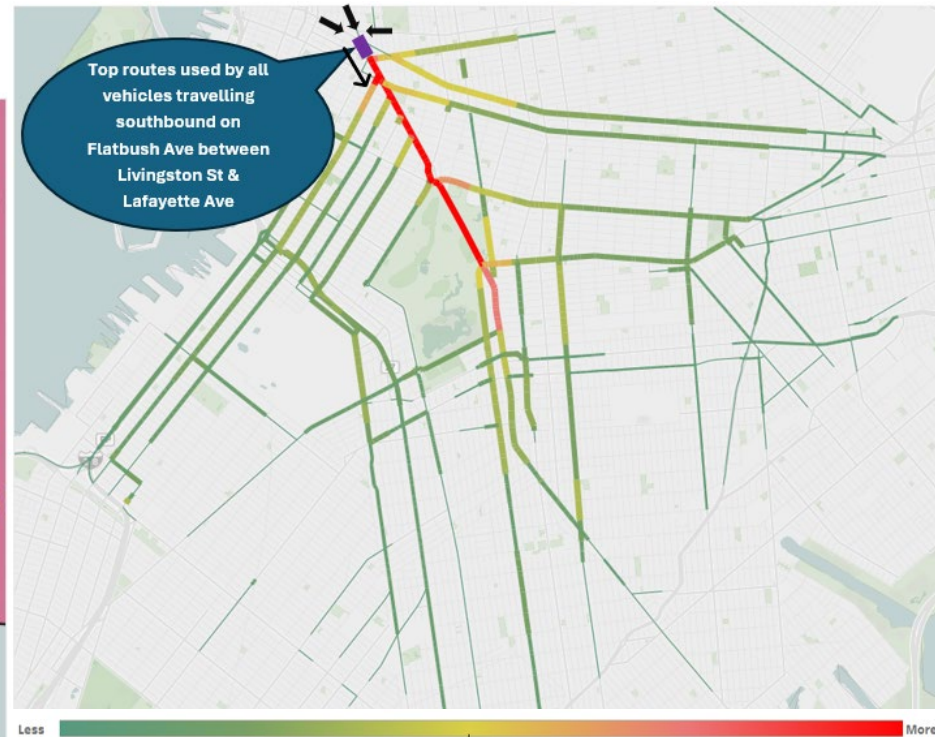 Top routes used by all
vehicles travelling
southbound on
Flatbush Ave between
Livingston St &
Lafayette Ave
Less
More